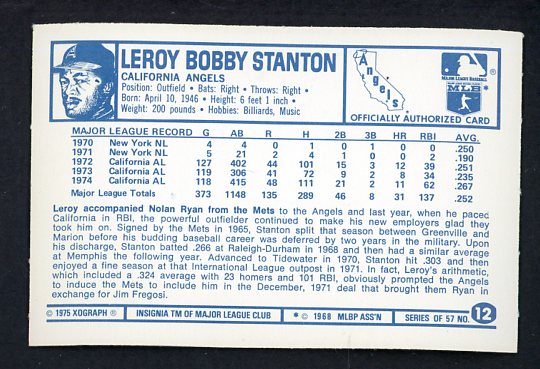 LEROY BOBBY STANTON
CALIFORNIA ANGELS
Position: Outfield • Bats: Right • Throws: Right •
Born: April 10, 1946 • Height: 6 feet 1 inch •
Weight: 200 pounds • Hobbies: Billiards, Music
Angels
MAJOR LEAGUE BASEBALL
MLB*
OFFICIALLY AUTHORIZED CARD
MAJOR LEAGUE RECORD G AB R H 2B 3B HR RBI AVG.
1970 New York NL 4 4 0 1 0 1 0 0 .250
1971 New York NL 5 21 2 4 1 0 0 2 .190
1972 California AL 127 402 44 101 15 3 12 39 .251
1973 California AL 119 306 41 72 9 2 8 34 .235
1974 California AL 118 415 48 111 21 2 11 62 .267
Major League Totals 373 1148 135 289 46 8 31 137 .252
Leroy accompanied Nolan Ryan from the Mets to the Angels and last year, when he paced
California in RBI, the powerful outfielder continued to make his new employers glad they
took him on. Signed by the Mets in 1965, Stanton split that season between Greenville and
Marion before his budding baseball career was deferred by two years in the military. Upon
his discharge, Stanton batted .266 at Raleigh-Durham in 1968 and then had a similar average
at Memphis the following year. Advanced to Tidewater in 1970, Stanton hit .303 and then
enjoyed a fine season at that International League outpost in 1971. In fact, Leroy's arithmetic,
which included a .324 average with 23 homers and 101 RBI, obviously prompted the Angels
to induce the Mets to include him in the December, 1971 deal that brought them Ryan in
exchange for Jim Fregosi.
© 1975 XOGRAPH ® INSIGNIA TM OF MAJOR LEAGUE CLUB * © 1968 MLBP ASS'N SERIES OF 57 NO. 12